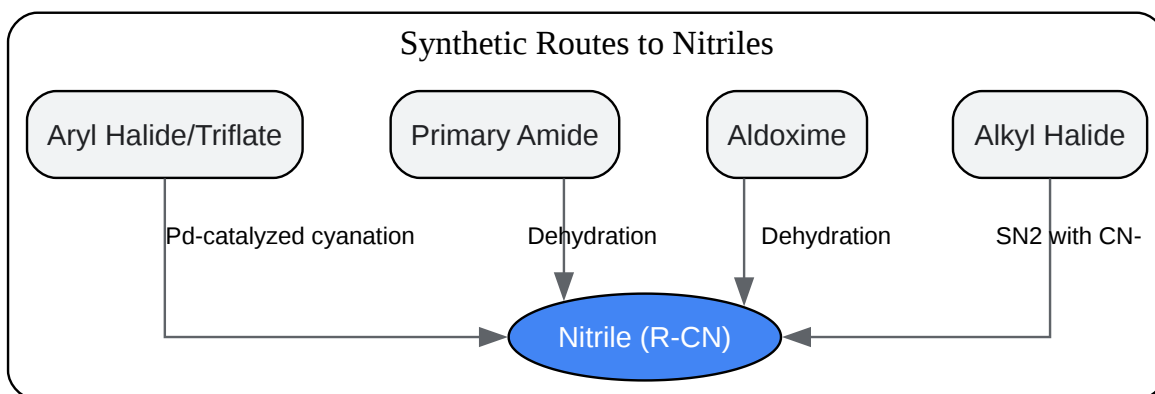 Synthetic Routes to Nitriles
Aryl Halide/Triflate
Primary Amide
Aldoxime
Alkyl Halide
Pd-catalyzed cyanation
Dehydration
Dehydration
SN2 with CN-
Nitrile (R-CN)